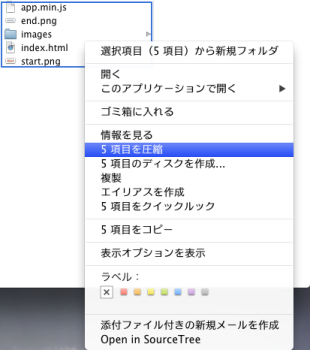 app.min.js
end.png
images
index.html
start.png
選択項目（5 項目）から新規フォルダ
開く
このアプリケーションで開く
ゴミ箱に入れる
情報を見る
5 項目を圧縮
5 項目のディスクを作成...
複製
エイリアスを作成
5 項目をクイックルック
5 項目をコピー
表示オプションを表示
ラベル：
添付ファイル付きの新規メールを作成
Open in SourceTree